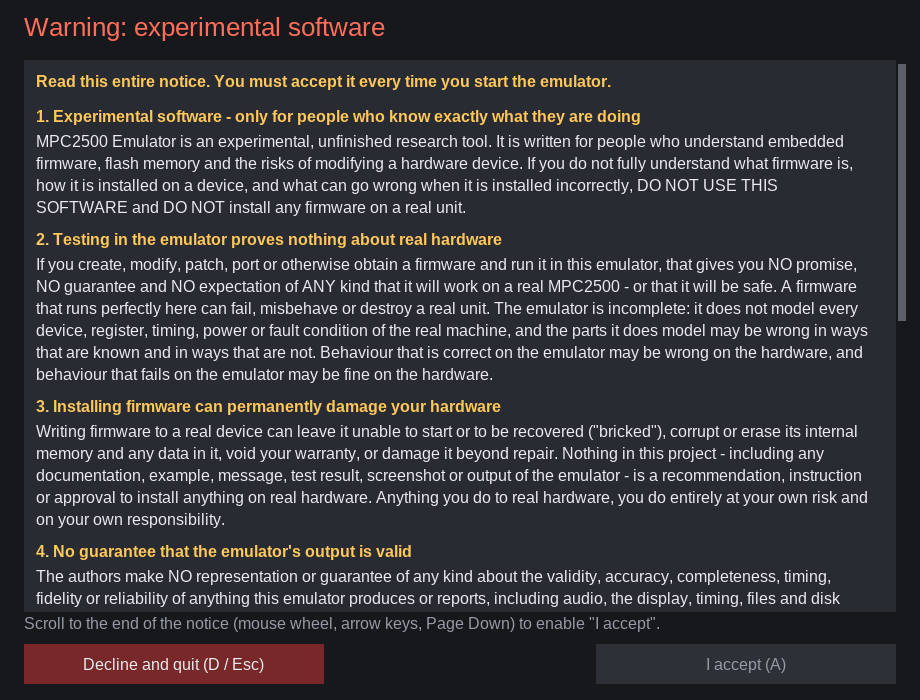 Warning: experimental software
Read this entire notice. You must accept it every time you start the emulator.
1. Experimental software - only for people who know exactly what they are doing
MPC2500 Emulator is an experimental, unfinished research tool. It is written for people who understand embedded
firmware, flash memory and the risks of modifying a hardware device. If you do not fully understand what firmware is,
how it is installed on a device, and what can go wrong when it is installed incorrectly, DO NOT USE THIS
SOFTWARE and DO NOT install any firmware on a real unit.
2. Testing in the emulator proves nothing about real hardware
If you create, modify, patch, port or otherwise obtain a firmware and run it in this emulator, that gives you NO promise,
NO guarantee and NO expectation of ANY kind that it will work on a real MPC2500 - or that it will be safe. A firmware
that runs perfectly here can fail, misbehave or destroy a real unit. The emulator is incomplete: it does not model every
device, register, timing, power or fault condition of the real machine, and the parts it does model may be wrong in ways
that are known and in ways that are not. Behaviour that is correct on the emulator may be wrong on the hardware, and
behaviour that fails on the emulator may be fine on the hardware.
3. Installing firmware can permanently damage your hardware
Writing firmware to a real device can leave it unable to start or to be recovered ("bricked"), corrupt or erase its internal
memory and any data in it, void your warranty, or damage it beyond repair. Nothing in this project - including any
documentation, example, message, test result, screenshot or output of the emulator - is a recommendation, instruction
or approval to install anything on real hardware. Anything you do to real hardware, you do entirely at your own risk and
on your own responsibility.
4. No guarantee that the emulator's output is valid
The authors make NO representation or guarantee of any kind about the validity, accuracy, completeness, timing,
fidelity or reliability of anything this emulator produces or reports, including audio, the display, timing, files and disk
Scroll to the end of the notice (mouse wheel, arrow keys, Page Down) to enable "I accept".
Decline and quit (D / Esc)
I accept (A)